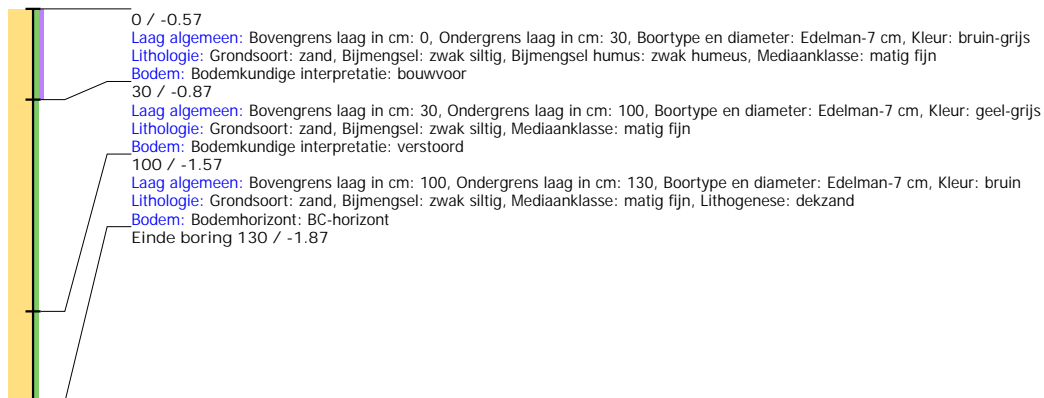 0 / -0.57
Laag algemeen: Bovengrens laag in cm: 0, Ondergrens laag in cm: 30, Boortype en diameter: Edelman-7 cm, Kleur: bruin-grijs
Lithologie: Grondsoort: zand, Bijmengsel: zwak siltig, Bijmengsel humus: zwak humeus, Mediaanklasse: matig fijn
Bodem: Bodemkundige interpretatie: bouwvoor
30 / -0.87
Laag algemeen: Bovengrens laag in cm: 30, Ondergrens laag in cm: 100, Boortype en diameter: Edelman-7 cm, Kleur: geel-grijs
Lithologie: Grondsoort: zand, Bijmengsel: zwak siltig, Mediaanklasse: matig fijn
Bodem: Bodemkundige interpretatie: verstoord
100 / -1.57
Laag algemeen: Bovengrens laag in cm: 100, Ondergrens laag in cm: 130, Boortype en diameter: Edelman-7 cm, Kleur: bruin
Lithologie: Grondsoort: zand, Bijmengsel: zwak siltig, Mediaanklasse: matig fijn, Lithogenese: dekzand
Bodem: Bodemhorizont: BC-horizont
Einde boring 130 / -1.87